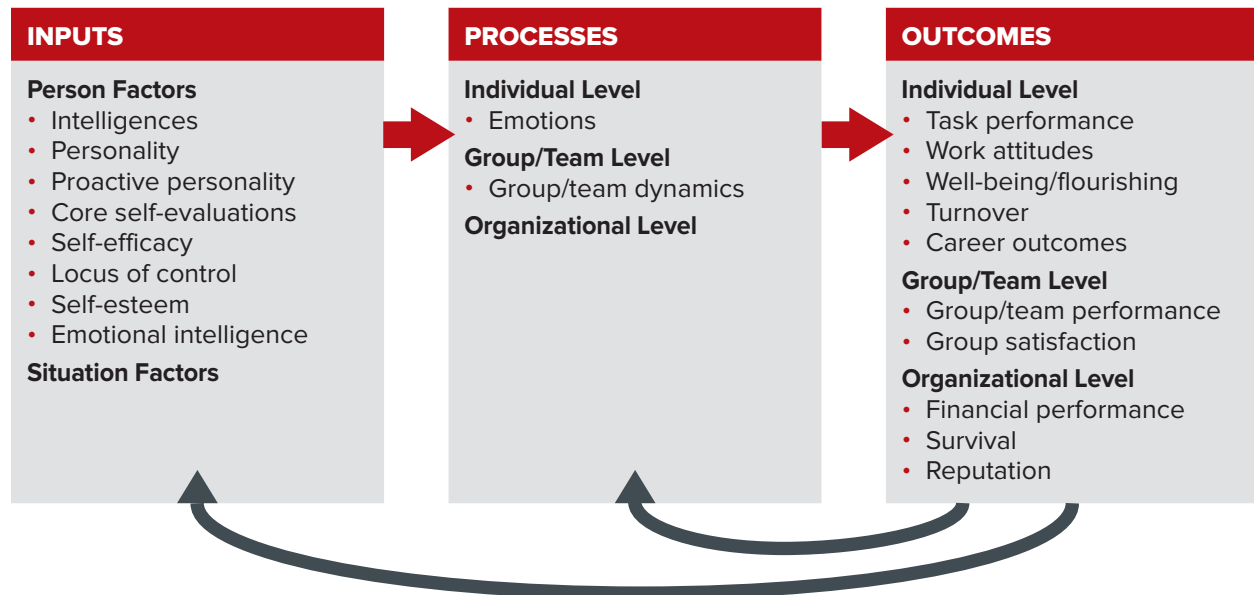 INPUTS
Person Factors
• Intelligences
• Personality
• Proactive personality
• Core self-evaluations
• Self-efficacy
• Locus of control
• Self-esteem
• Emotional intelligence
Situation Factors
PROCESSES
Individual Level
• Emotions
Group/Team Level
• Group/team dynamics
Organizational Level
OUTCOMES
Individual Level
• Task performance
• Work attitudes
• Well-being/flourishing
• Turnover
• Career outcomes
Group/Team Level
• Group/team performance
• Group satisfaction
Organizational Level
• Financial performance
• Survival
• Reputation